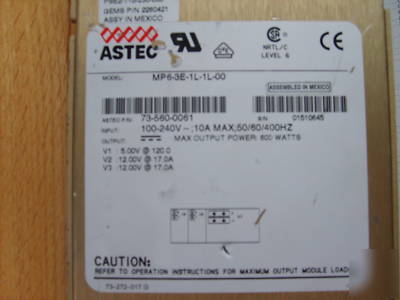 GEMS P/N 2260421
ASSY IN MEXICO
ASTEC
NRTL/C
LEVEL 6
MODEL: MP6-3E-1L-1L-00
ASSEMBLED IN MEXICO
ASTEC P/N: 73-560-0061 S/N: 01510645
INPUT: 100-240V ~ ;10A MAX;50/60/400HZ
OUTPUT: MAX OUTPUT POWER: 600 WATTS
V1 : 5.00V @ 120.0
V2 :12.00V @ 17.0A
V3 :12.00V @ 17.0A
CAUTION:
REFER TO OPERATION INSTRUCTIONS FOR MAXIMUM OUTPUT MODULE LOAD
73-272-017 G